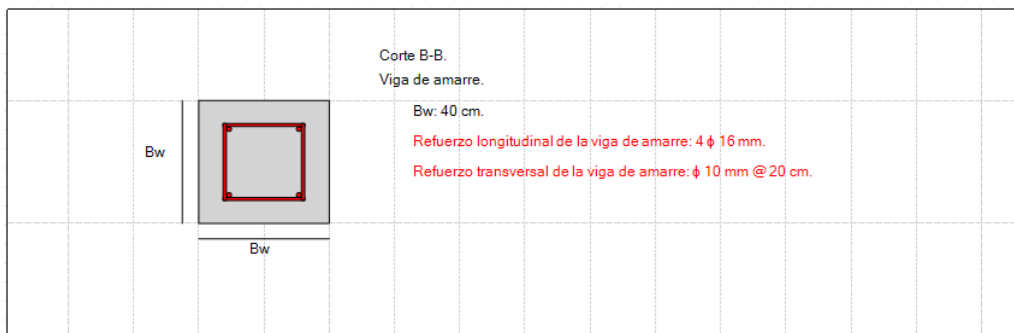 Corte B-B.
Viga de amarre.
Bw: 40 cm.
Refuerzo longitudinal de la viga de amarre: 4 ϕ 16 mm.
Refuerzo transversal de la viga de amarre: ϕ 10 mm @ 20 cm.
Bw
Bw